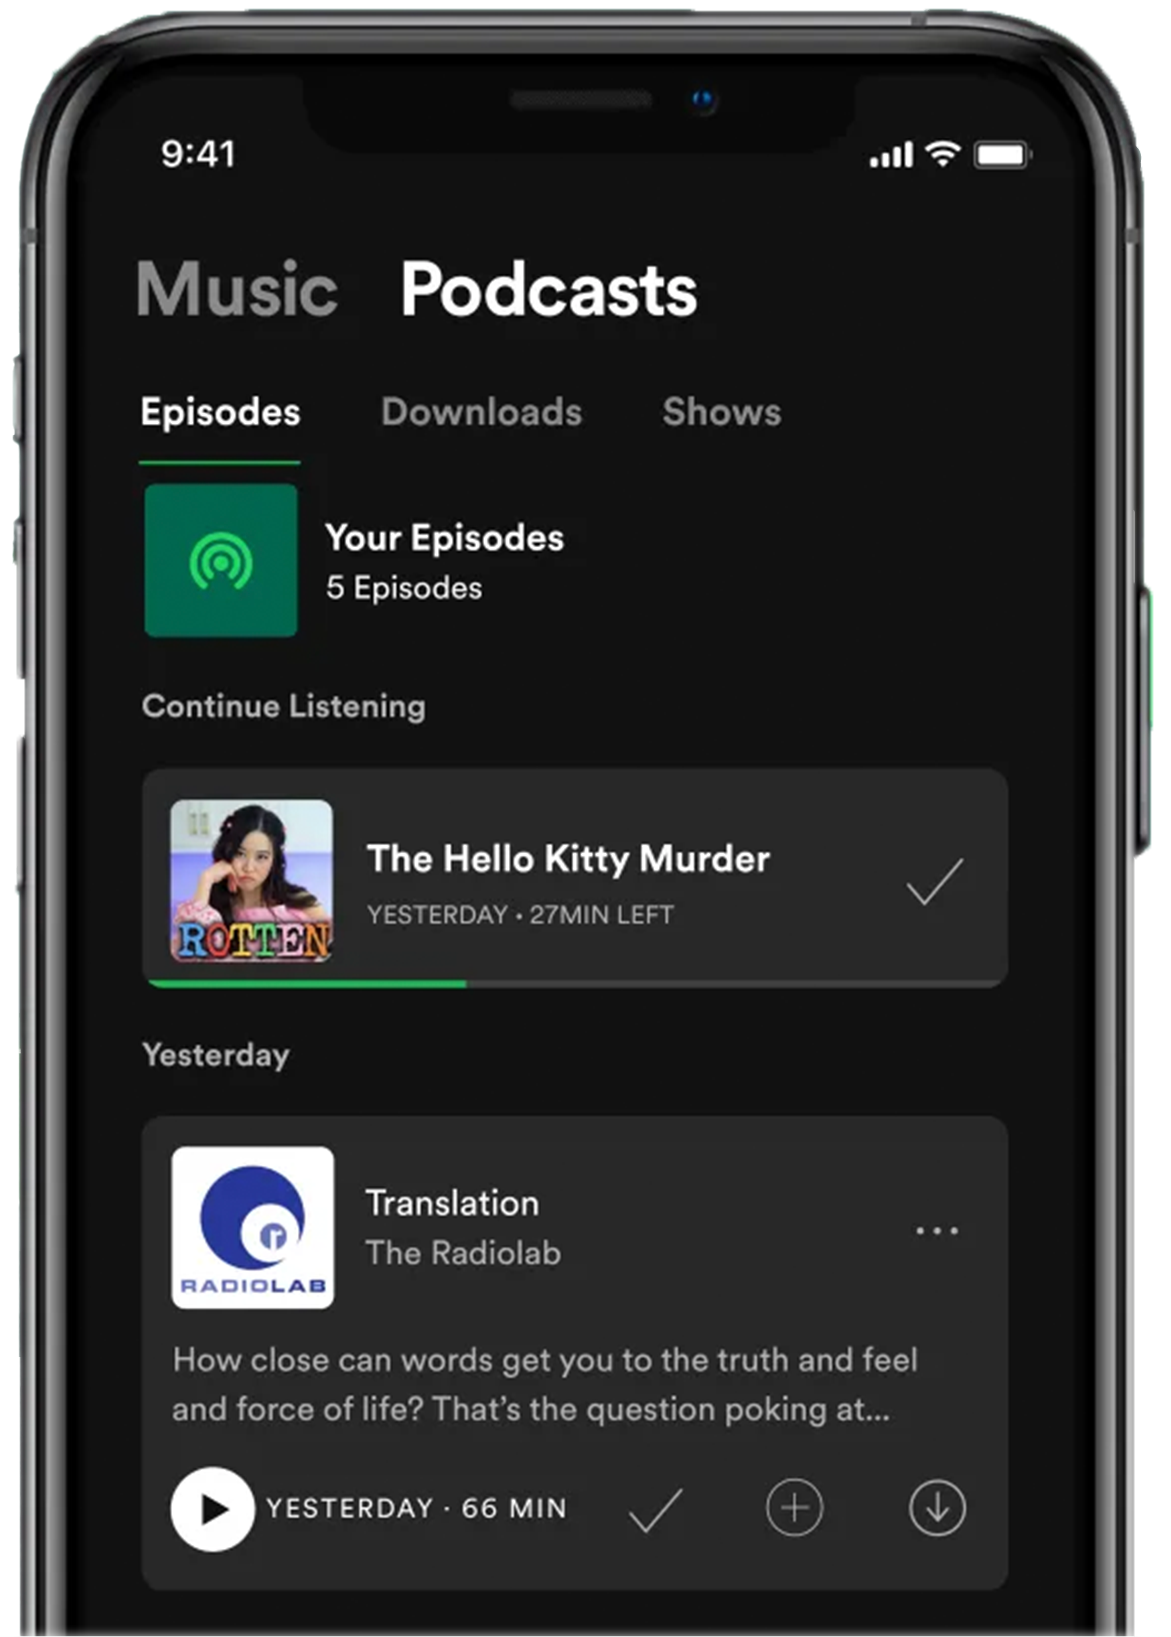 9:41
Music Podcasts
Episodes Downloads Shows
Your Episodes
5 Episodes
Continue Listening
The Hello Kitty Murder
YESTERDAY • 27MIN LEFT
ROTTEN
Yesterday
Translation
The Radiolab
RADIOLAB
How close can words get you to the truth and feel
and force of life? That’s the question poking at...
YESTERDAY · 66 MIN